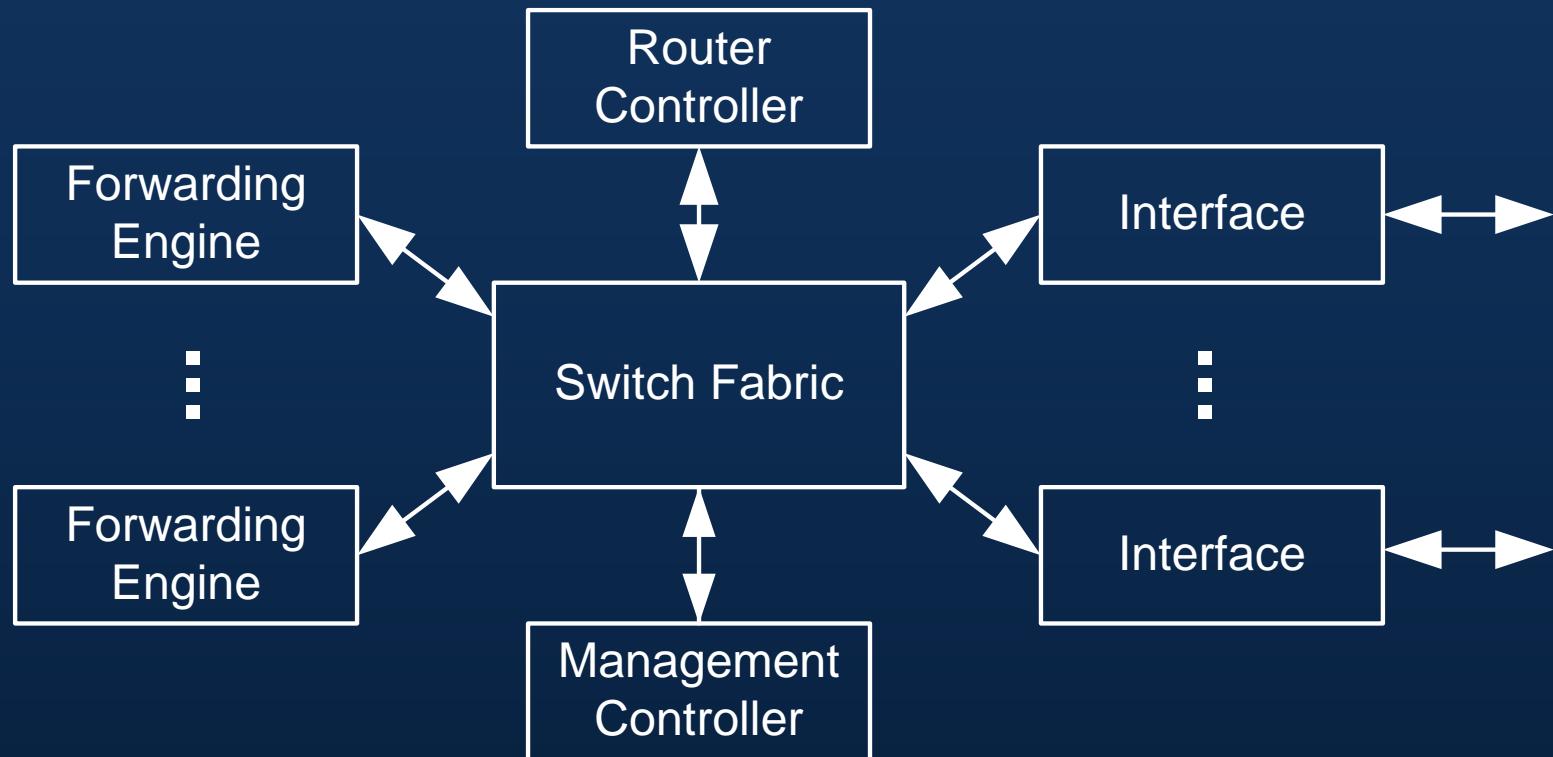 Router
Controller
Forwarding
Engine
Interface
Switch Fabric
Forwarding
Engine
Interface
Management
Controller